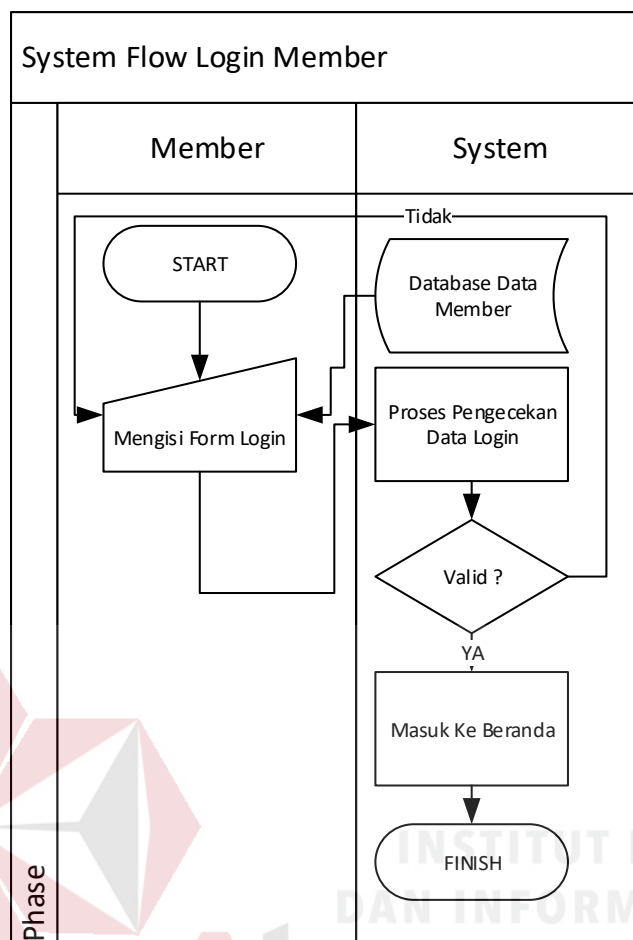 System Flow Login Member
Member
System
Tidak
START
Database Data
Member
Mengisi Form Login
Proses Pengecekan
Data Login
Valid ?
YA
Masuk Ke Beranda
FINISH
Phase
INSTITUT
DAN INFORM